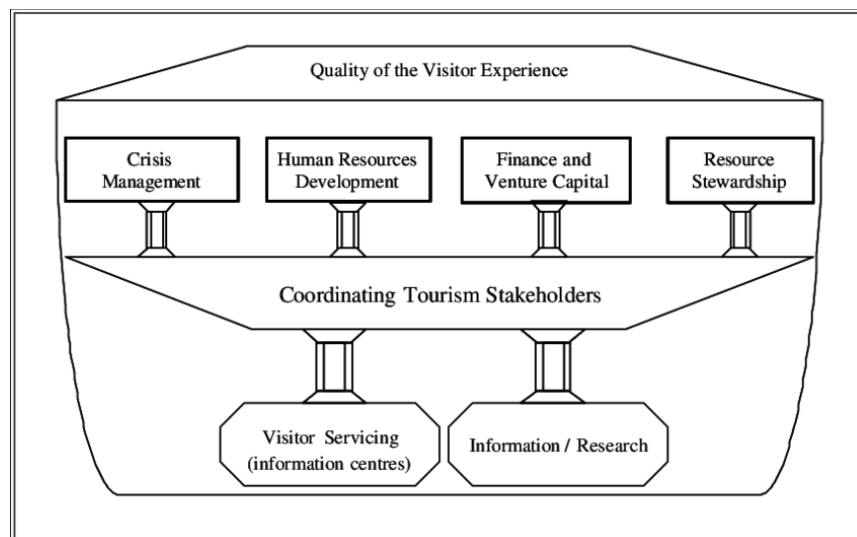 Quality of the Visitor Experience
Crisis
Management
Human Resources
Development
Finance and
Venture Capital
Resource
Stewardship
Coordinating Tourism Stakeholders
Visitor Servicing
(information centres)
Information / Research